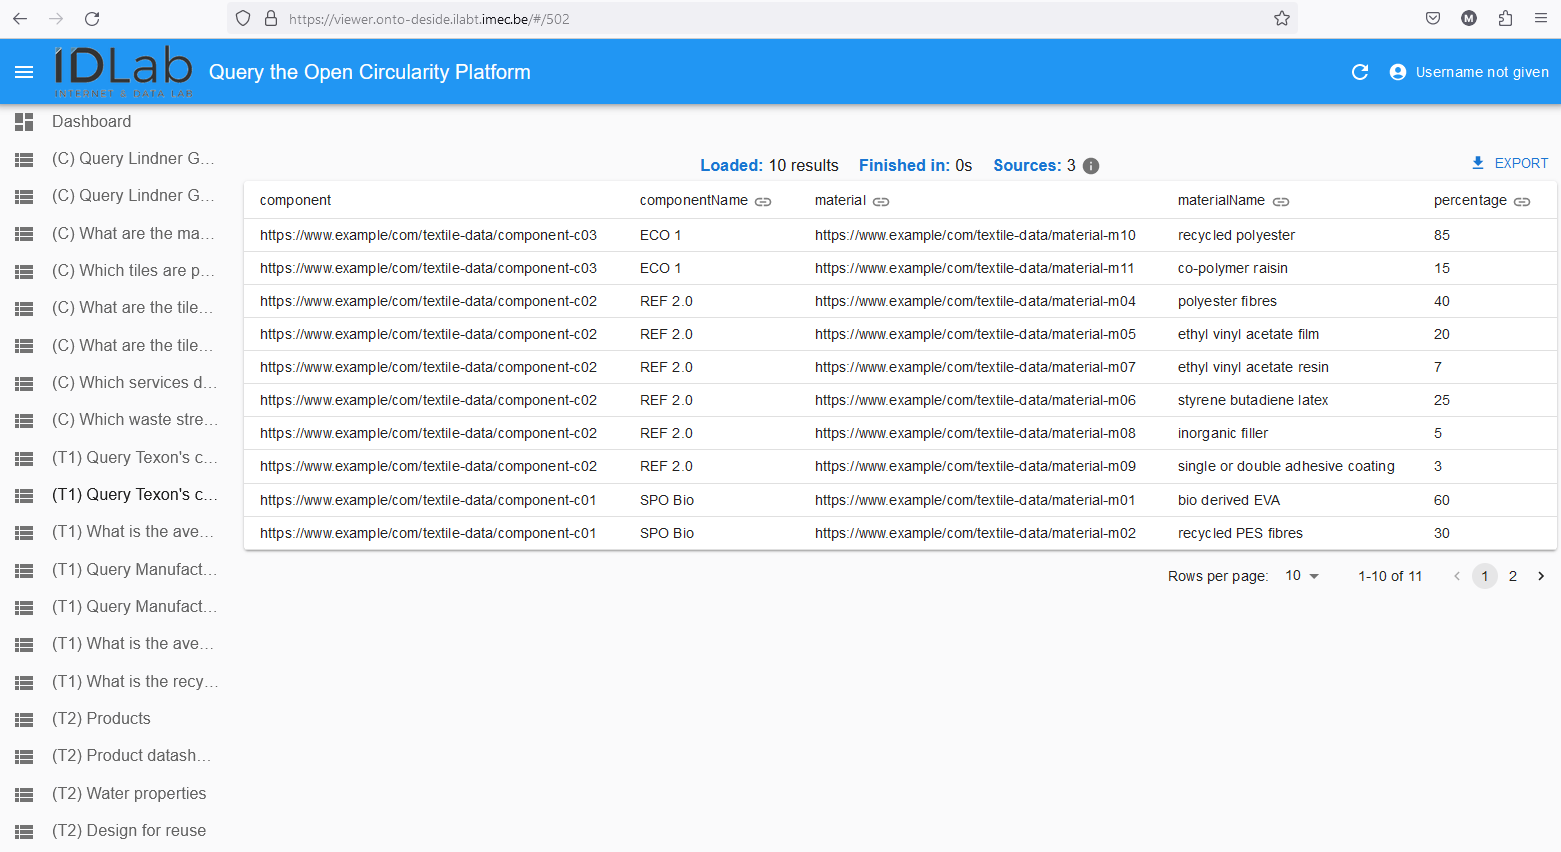 https://viewer.onto-deside.ilabt.imec.be/#/502
M
IDLab
INTERNET & DATA LAB
Query the Open Circularity Platform
Username not given
Dashboard
(C) Query Lindner G...
(C) Query Lindner G...
(C) What are the ma...
(C) Which tiles are p...
(C) What are the tile...
(C) What are the tile...
(C) Which services d...
(C) Which waste stre...
(T1) Query Texon's c...
(T1) Query Texon's c...
(T1) What is the ave...
(T1) Query Manufact...
(T1) Query Manufact...
(T1) What is the ave...
(T1) What is the recy...
(T2) Products
(T2) Product datash...
(T2) Water properties
(T2) Design for reuse
Loaded: 10 results Finished in: 0s Sources: 3
EXPORT
component componentName material materialName percentage
https://www.example/com/textile-data/component-c03 ECO 1 https://www.example/com/textile-data/material-m10 recycled polyester 85
https://www.example/com/textile-data/component-c03 ECO 1 https://www.example/com/textile-data/material-m11 co-polymer raisin 15
https://www.example/com/textile-data/component-c02 REF 2.0 https://www.example/com/textile-data/material-m04 polyester fibres 40
https://www.example/com/textile-data/component-c02 REF 2.0 https://www.example/com/textile-data/material-m05 ethyl vinyl acetate film 20
https://www.example/com/textile-data/component-c02 REF 2.0 https://www.example/com/textile-data/material-m07 ethyl vinyl acetate resin 7
https://www.example/com/textile-data/component-c02 REF 2.0 https://www.example/com/textile-data/material-m06 styrene butadiene latex 25
https://www.example/com/textile-data/component-c02 REF 2.0 https://www.example/com/textile-data/material-m08 inorganic filler 5
https://www.example/com/textile-data/component-c02 REF 2.0 https://www.example/com/textile-data/material-m09 single or double adhesive coating 3
https://www.example/com/textile-data/component-c01 SPO Bio https://www.example/com/textile-data/material-m01 bio derived EVA 60
https://www.example/com/textile-data/component-c01 SPO Bio https://www.example/com/textile-data/material-m02 recycled PES fibres 30
Rows per page: 10 1-10 of 11 1 2